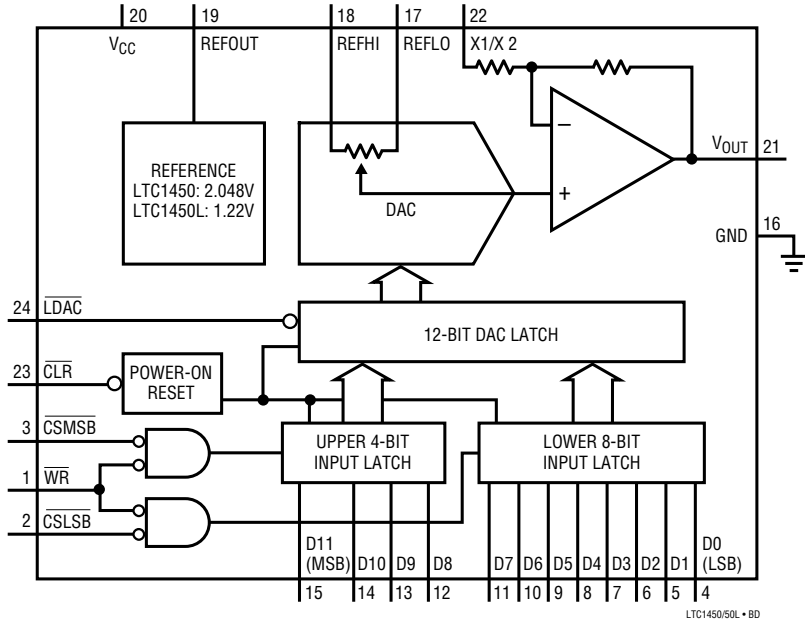 20 19 18 17 22
VCC REFOUT REFHI REFLO X1/X 2
REFERENCE
LTC1450: 2.048V
LTC1450L: 1.22V
DAC
−
+
VOUT 21
GND 16
24 LDAC
12-BIT DAC LATCH
23 CLR
POWER-ON
RESET
3 CSMSB
UPPER 4-BIT
INPUT LATCH
LOWER 8-BIT
INPUT LATCH
1 WR
2 CSLSB
D11
(MSB) D10 D9 D8 D7 D6 D5 D4 D3 D2 D1 D0
(LSB)
15 14 13 12 11 10 9 8 7 6 5 4
LTC1450/50L • BD